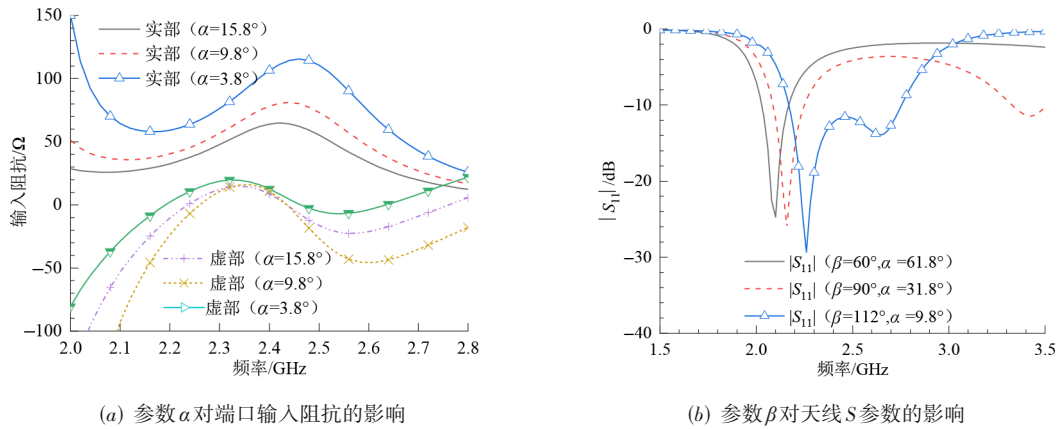 150
100
50
0
−50
−100
2.0 2.1 2.2 2.3 2.4 2.5 2.6 2.7 2.8
输入阻抗/Ω
频率/GHz
实部（α=15.8°）
实部（α=9.8°）
实部（α=3.8°）
虚部（α=15.8°）
虚部（α=9.8°）
虚部（α=3.8°）
(a) 参数α对端口输入阻抗的影响
0
−10
−20
−30
−40
1.5 2.0 2.5 3.0 3.5
|S11| /dB
频率/GHz
|S11|（β=60°,α =61.8°）
|S11|（β=90°,α =31.8°）
|S11|（β=112°,α =9.8°）
(b) 参数β对天线S参数的影响